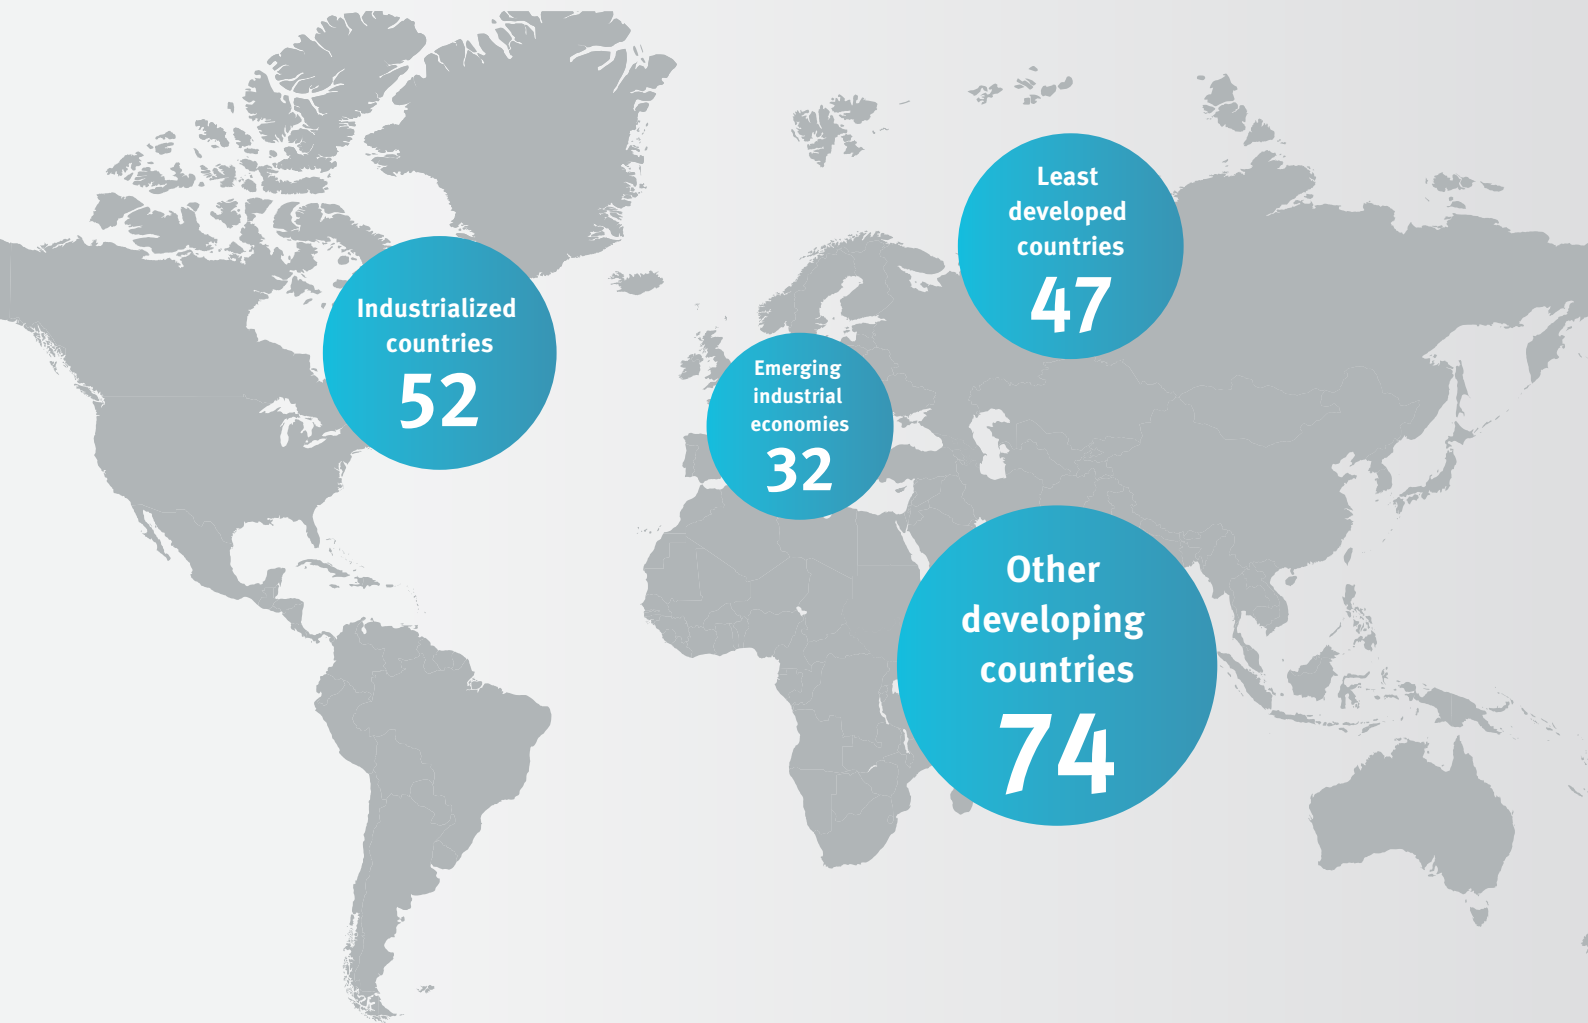 Least
developed
countries
47
Industrialized
countries
52
Emerging
industrial
economies
32
Other
developing
countries
74